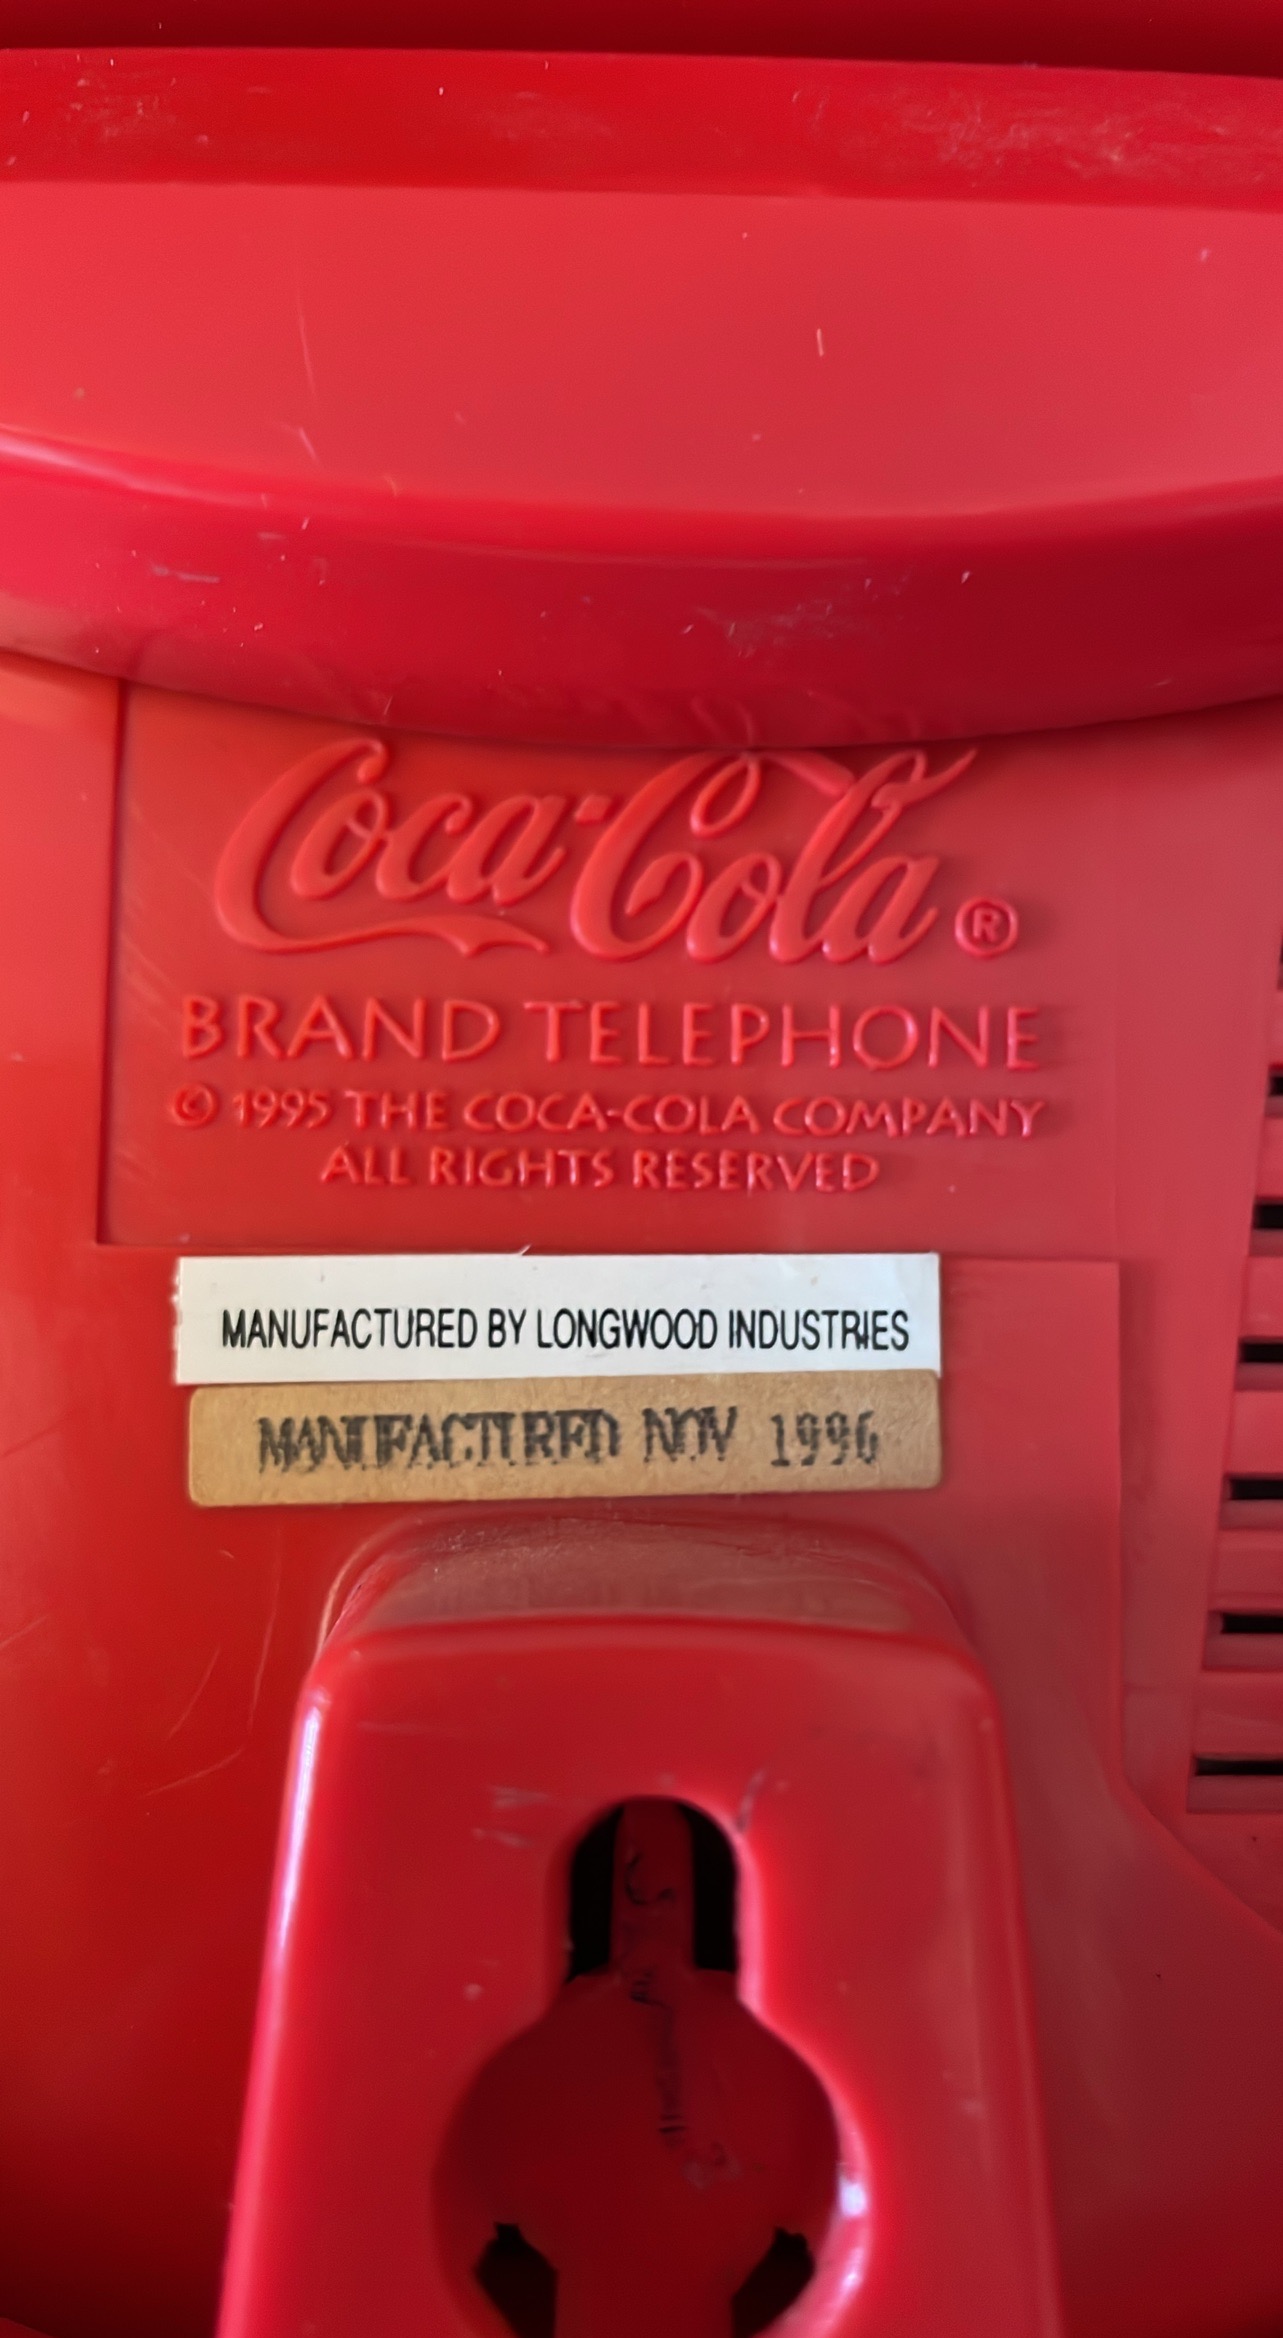 Coca-Cola ®
BRAND TELEPHONE
© 1995 THE COCA-COLA COMPANY
ALL RIGHTS RESERVED
MANUFACTURED BY LONGWOOD INDUSTRIES
MANUFACTURED NOV 1996